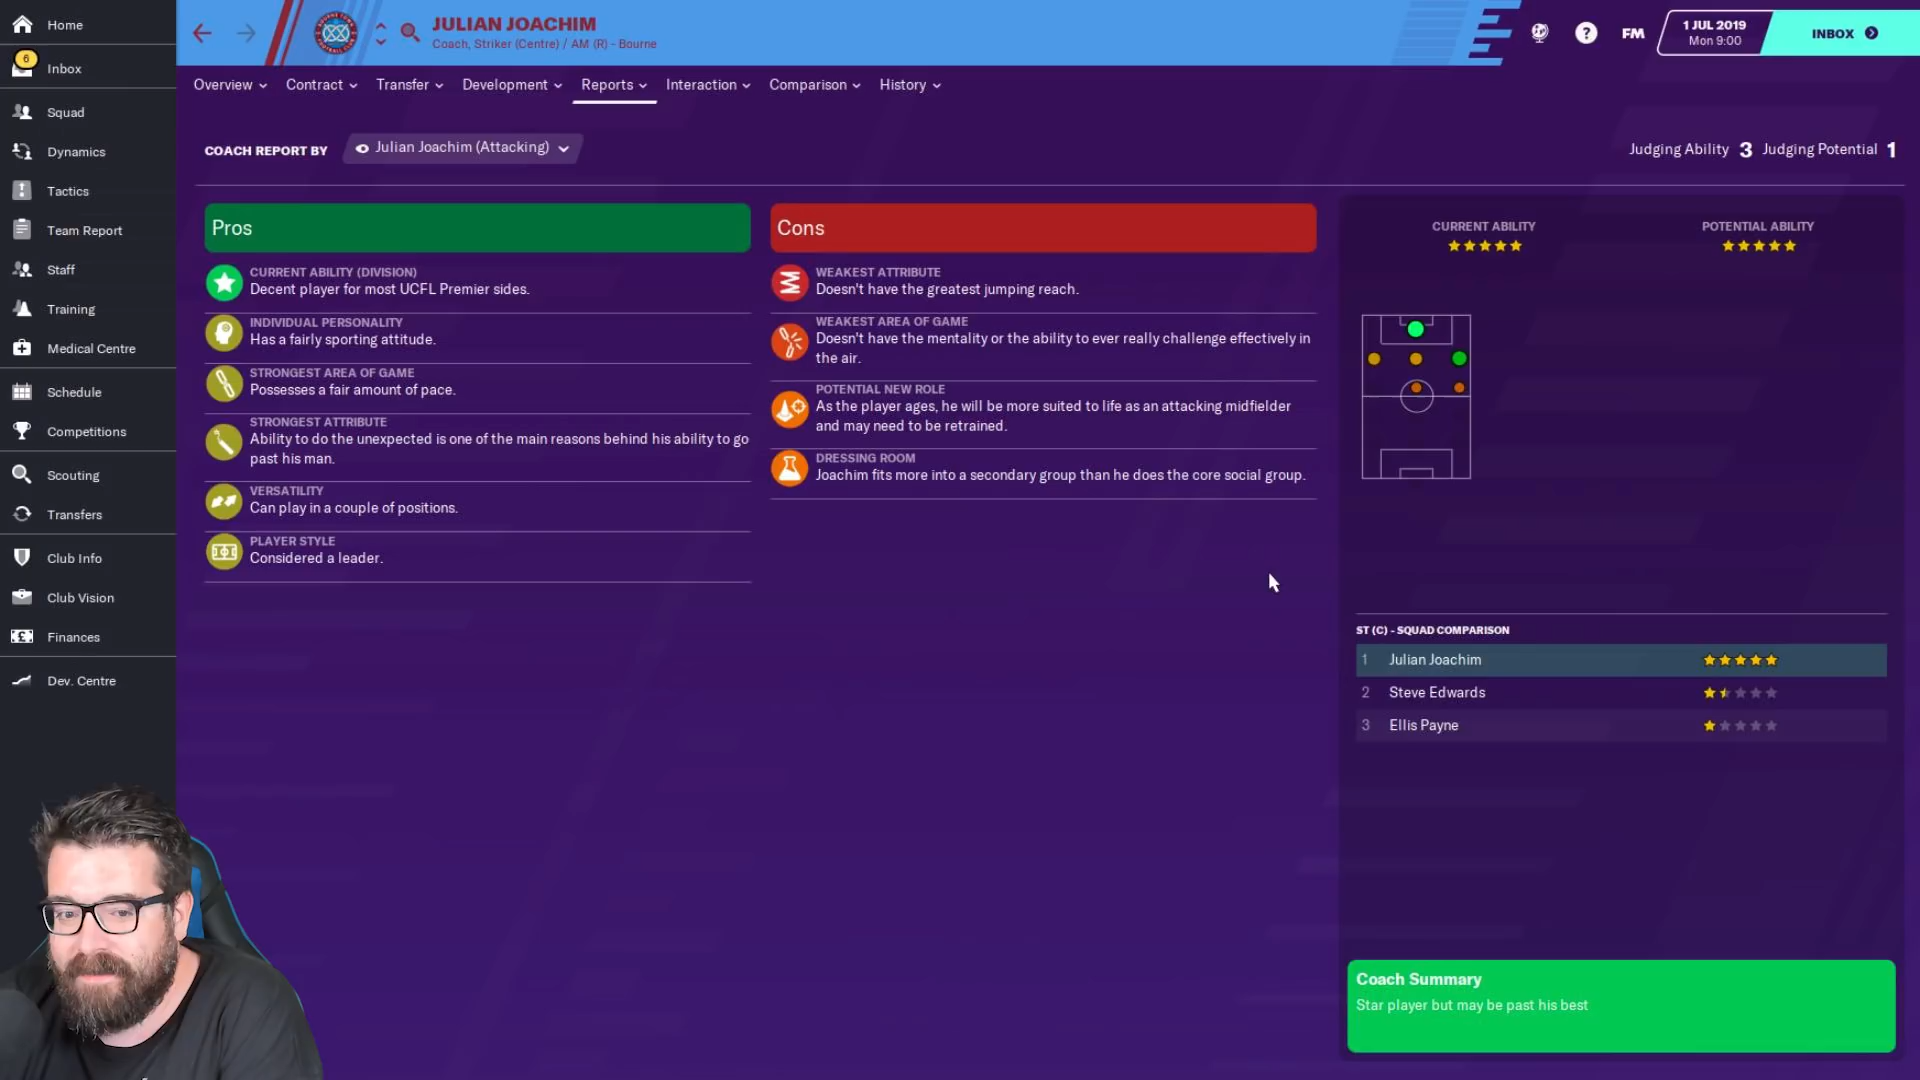 Home
6
Inbox
Squad
Dynamics
Tactics
Team Report
Staff
Training
Medical Centre
Schedule
Competitions
Scouting
Transfers
Club Info
Club Vision
Finances
Dev. Centre
JULIAN JOACHIM
Coach, Striker (Centre) / AM (R) - Bourne
?
FM
1 JUL 2019
Mon 9:00
INBOX
Overview
Contract
Transfer
Development
Reports
Interaction
Comparison
History
COACH REPORT BY
Julian Joachim (Attacking)
Judging Ability 3 Judging Potential 1
Pros
CURRENT ABILITY (DIVISION)
Decent player for most UCFL Premier sides.
INDIVIDUAL PERSONALITY
Has a fairly sporting attitude.
STRONGEST AREA OF GAME
Possesses a fair amount of pace.
STRONGEST ATTRIBUTE
Ability to do the unexpected is one of the main reasons behind his ability to go
past his man.
VERSATILITY
Can play in a couple of positions.
PLAYER STYLE
Considered a leader.
Cons
WEAKEST ATTRIBUTE
Doesn't have the greatest jumping reach.
WEAKEST AREA OF GAME
Doesn't have the mentality or the ability to ever really challenge effectively in
the air.
POTENTIAL NEW ROLE
As the player ages, he will be more suited to life as an attacking midfielder
and may need to be retrained.
DRESSING ROOM
Joachim fits more into a secondary group than he does the core social group.
CURRENT ABILITY
POTENTIAL ABILITY
ST (C) - SQUAD COMPARISON
1 Julian Joachim
2 Steve Edwards
3 Ellis Payne
Coach Summary
Star player but may be past his best